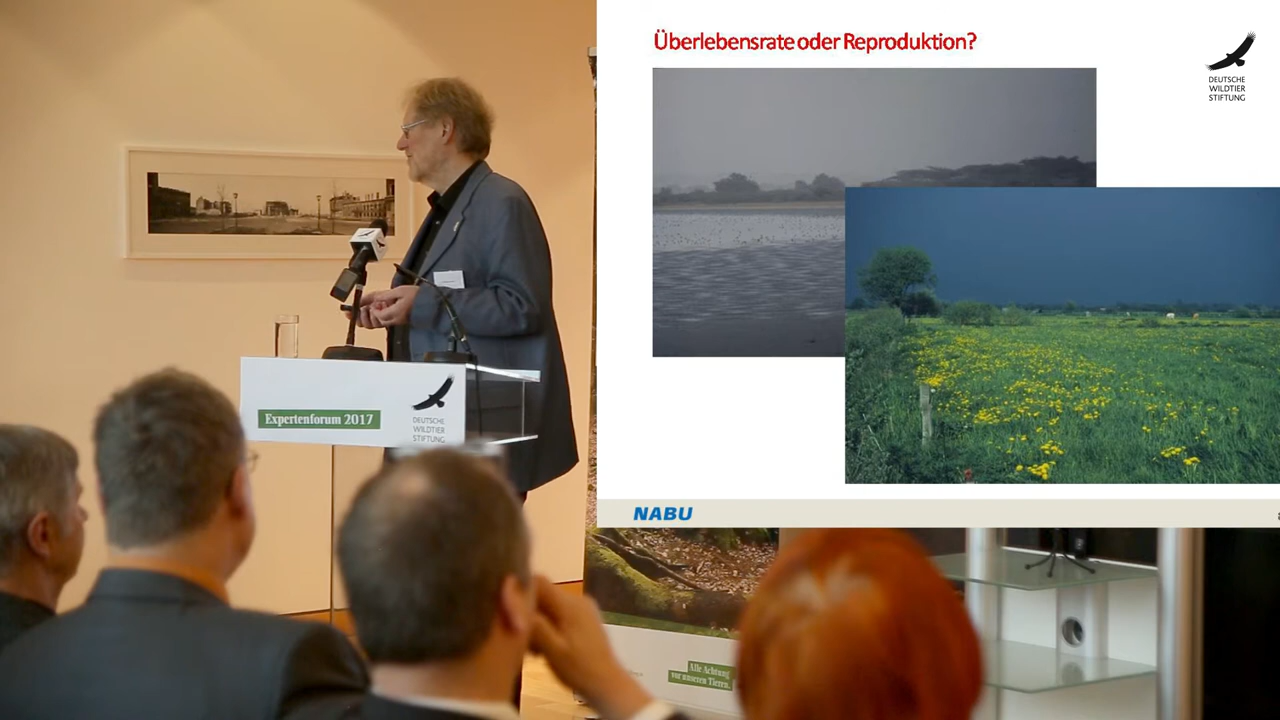 Überlebensrate oder Reproduktion?
DEUTSCHE
WILDTIER
STIFTUNG
Expertenforum 2017
DEUTSCHE
WILDTIER
STIFTUNG
NABU
Alle Achtung
vor unseren Tieren.